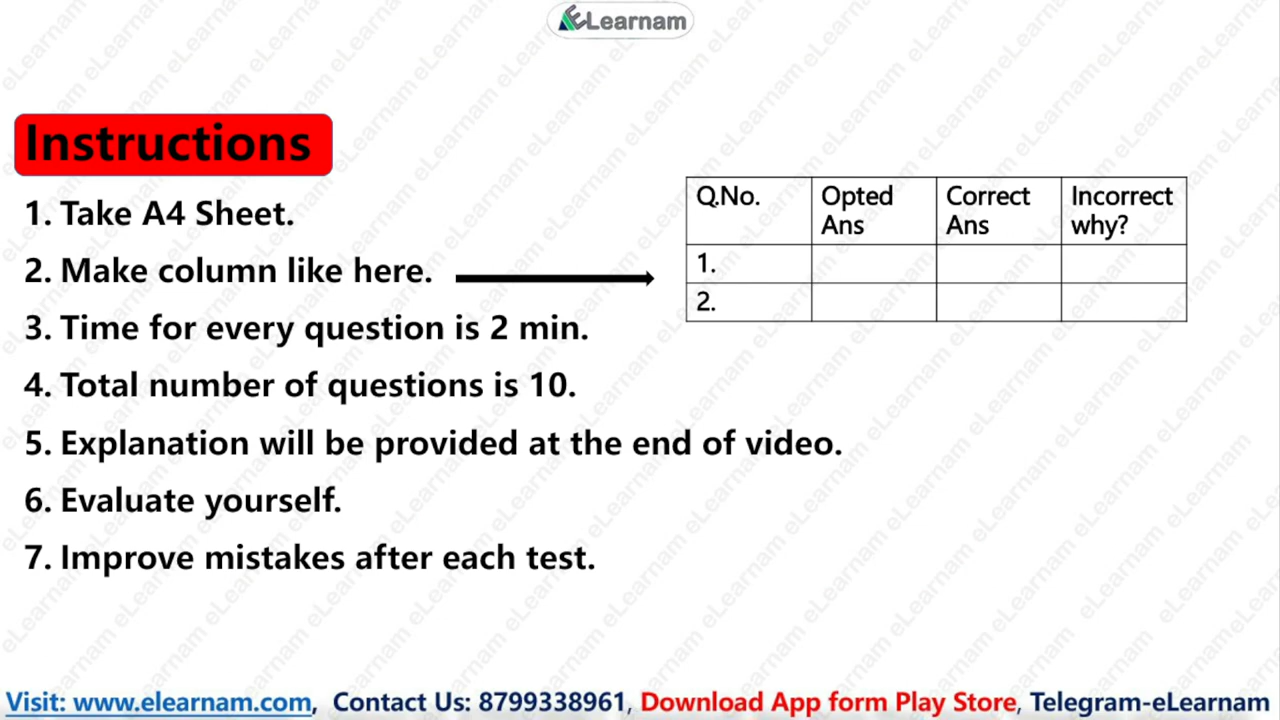 ELearnam
Instructions
1. Take A4 Sheet.
2. Make column like here.
3. Time for every question is 2 min.
4. Total number of questions is 10.
5. Explanation will be provided at the end of video.
6. Evaluate yourself.
7. Improve mistakes after each test.
Q.No. Opted Ans Correct Ans Incorrect why?
1.
2.
Visit: www.elearnam.com, Contact Us: 8799338961, Download App form Play Store, Telegram-eLearnam